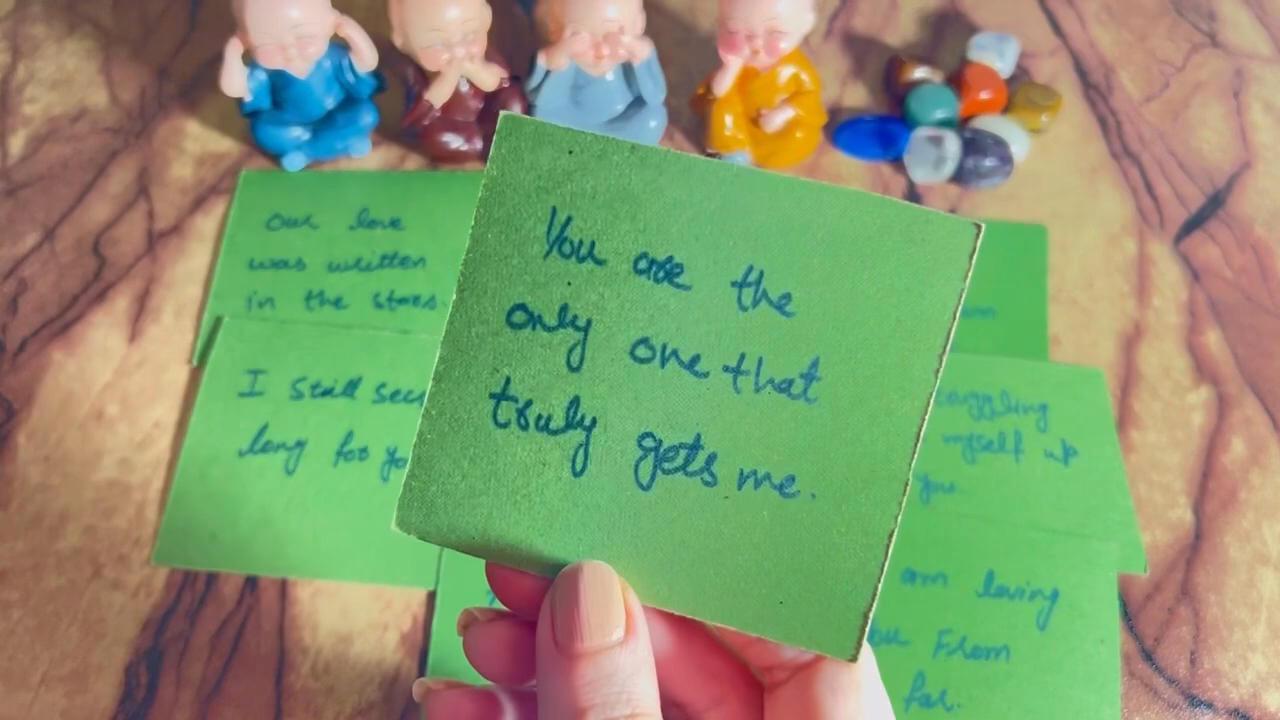 our love
was written
in the stars.
I still
long for
You are the
only one that
truly gets me.
myself up
you.
am loving
From
far.